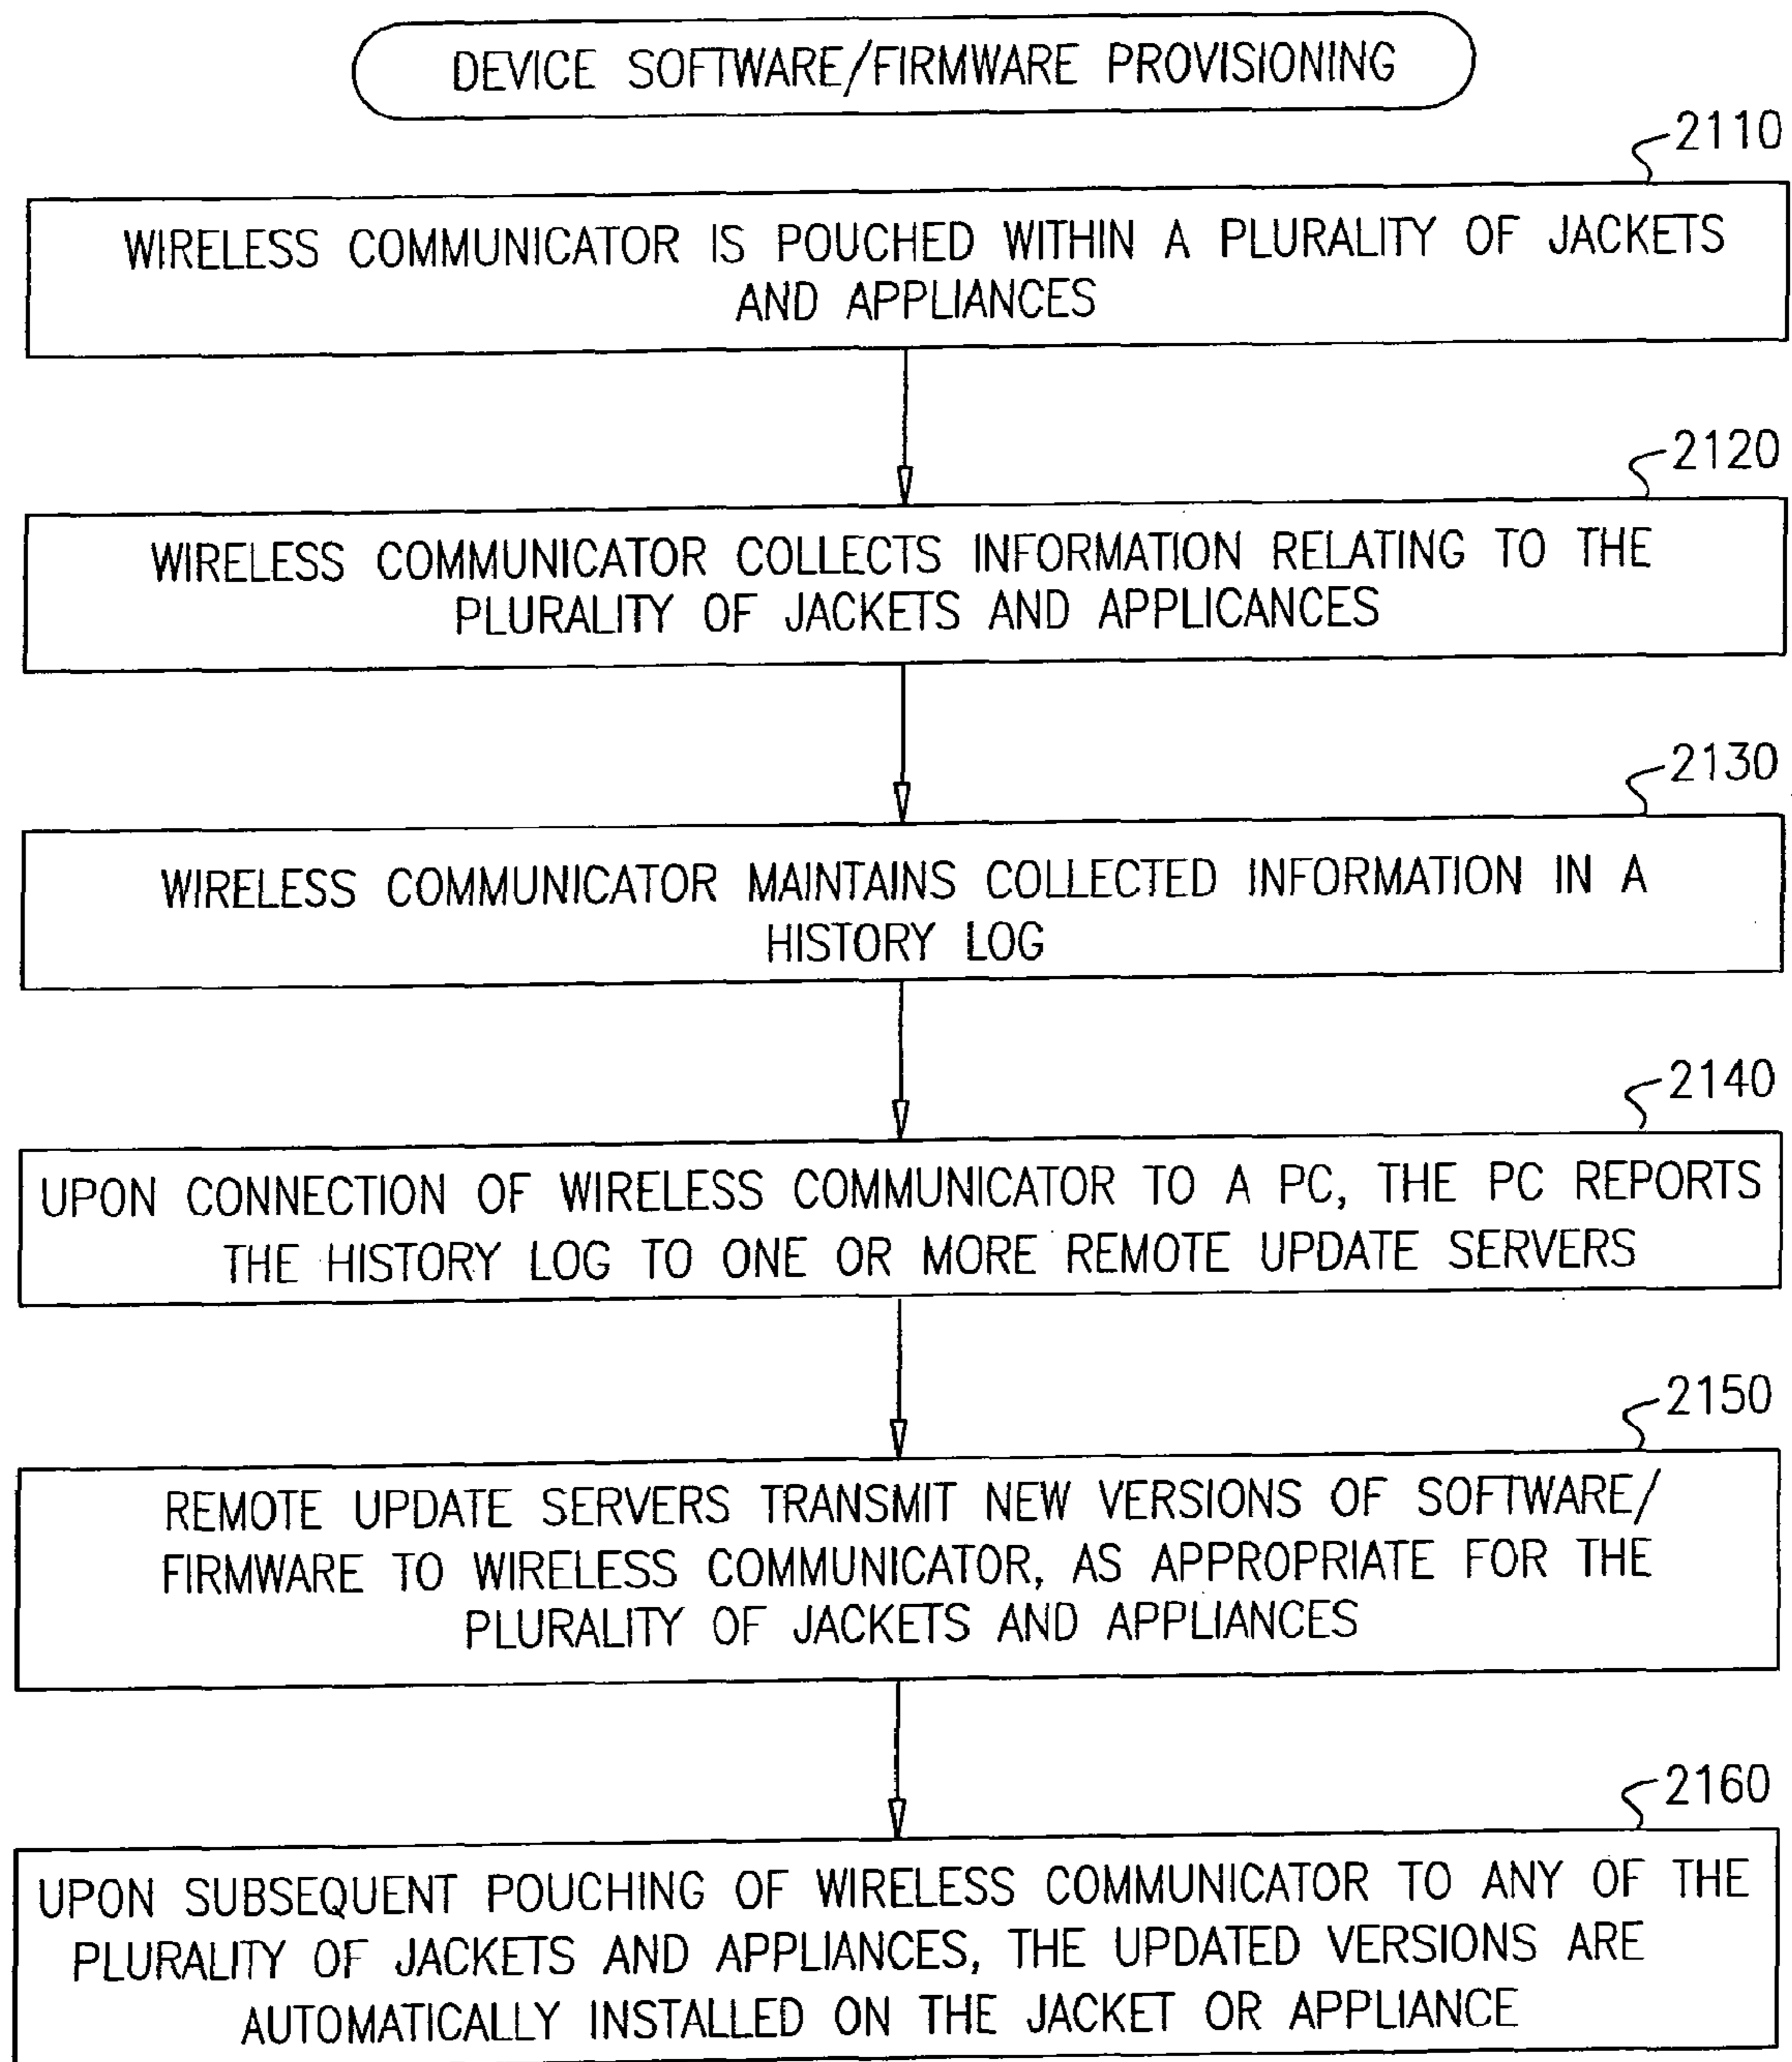 DEVICE SOFTWARE/FIRMWARE PROVISIONING
2110
WIRELESS COMMUNICATOR IS POUCHED WITHIN A PLURALITY OF JACKETS
AND APPLIANCES
2120
WIRELESS COMMUNICATOR COLLECTS INFORMATION RELATING TO THE
PLURALITY OF JACKETS AND APPLICANCES
2130
WIRELESS COMMUNICATOR MAINTAINS COLLECTED INFORMATION IN A
HISTORY LOG
2140
UPON CONNECTION OF WIRELESS COMMUNICATOR TO A PC, THE PC REPORTS
THE HISTORY LOG TO ONE OR MORE REMOTE UPDATE SERVERS
2150
REMOTE UPDATE SERVERS TRANSMIT NEW VERSIONS OF SOFTWARE/
FIRMWARE TO WIRELESS COMMUNICATOR, AS APPROPRIATE FOR THE
PLURALITY OF JACKETS AND APPLIANCES
2160
UPON SUBSEQUENT POUCHING OF WIRELESS COMMUNICATOR TO ANY OF THE
PLURALITY OF JACKETS AND APPLIANCES, THE UPDATED VERSIONS ARE
AUTOMATICALLY INSTALLED ON THE JACKET OR APPLIANCE